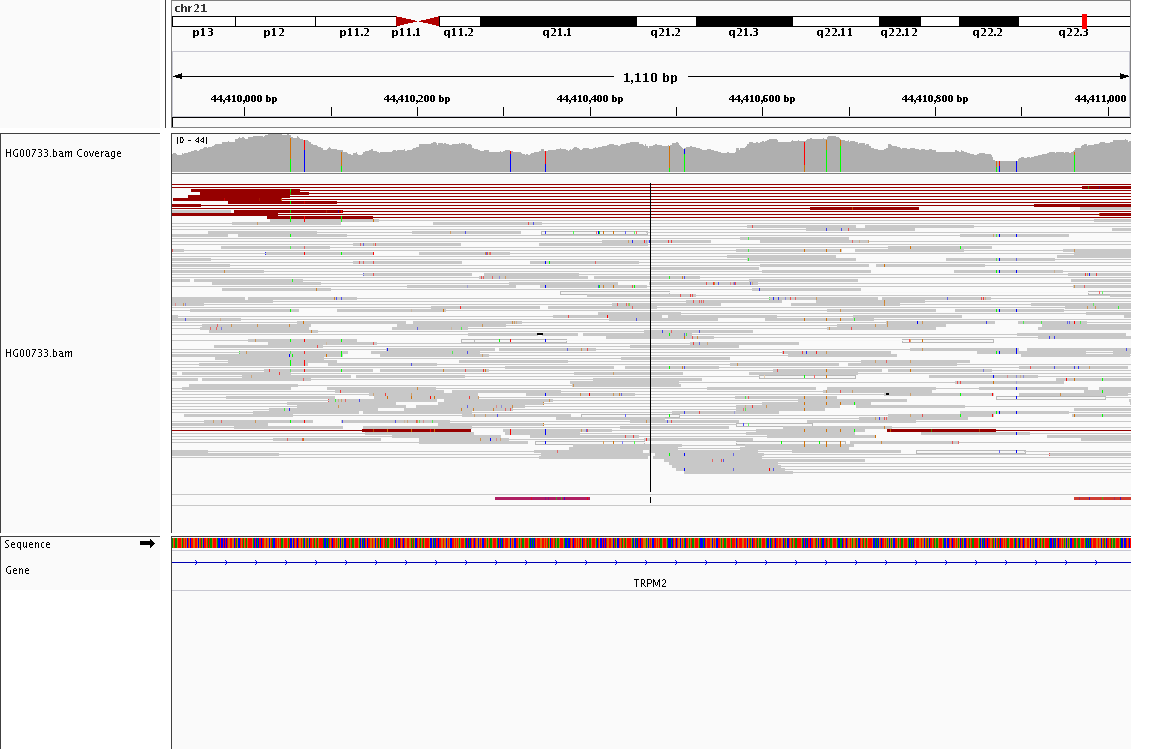 chr21
p13 p12 p11.2 p11.1 q11.2 q21.1 q21.2 q21.3 q22.11 q22.12 q22.2 q22.3
1,110 bp
44,410,000 bp 44,410,200 bp 44,410,400 bp 44,410,600 bp 44,410,800 bp 44,411,000
[0 - 44]
HG00733.bam Coverage
HG00733.bam
Sequence
Gene
TRPM2